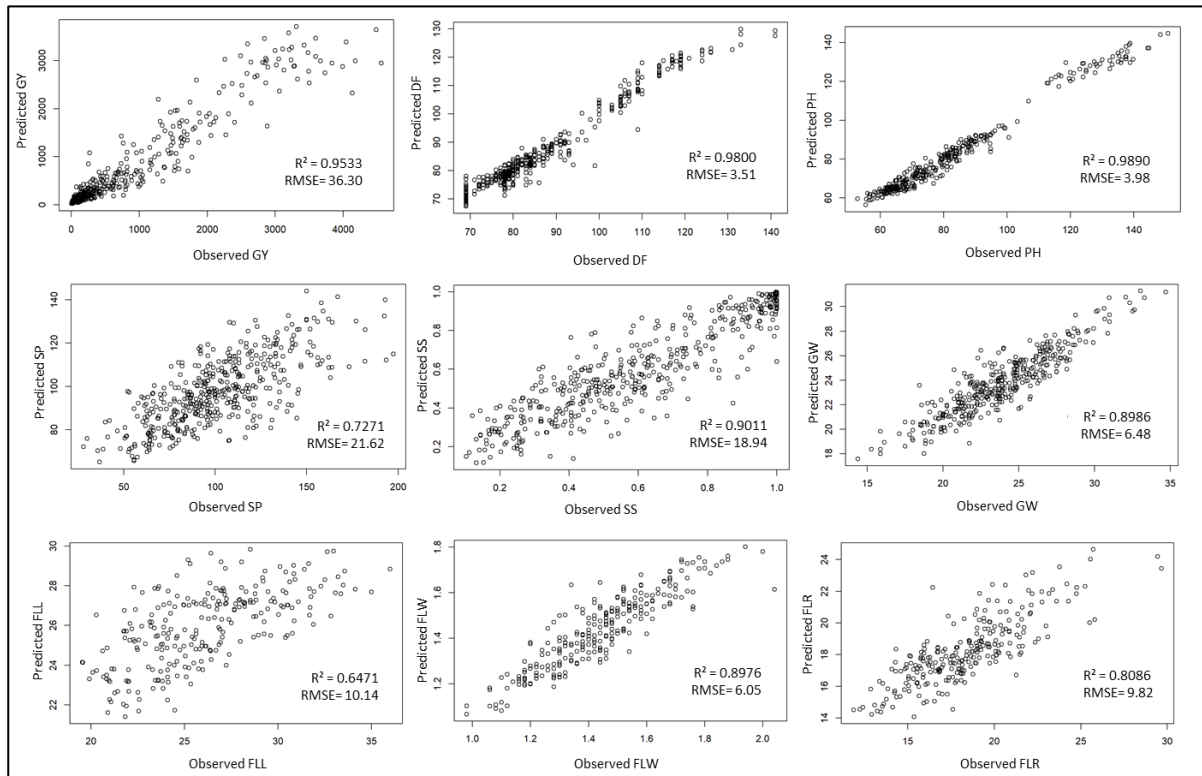 Predicted GY
3000
1000
0
R² = 0.9533
RMSE= 36.30
0 1000 2000 3000 4000
Observed GY
Predicted DF
130
120
110
100
90
80
70
R² = 0.9800
RMSE= 3.51
70 80 90 100 110 120 130 140
Observed DF
Predicted PH
140
120
100
80
60
R² = 0.9890
RMSE= 3.98
60 80 100 120 140
Observed PH
Predicted SP
140
120
100
80
R² = 0.7271
RMSE= 21.62
50 100 150 200
Observed SP
Predicted SS
1.0
0.8
0.6
0.4
0.2
R² = 0.9011
RMSE= 18.94
0.2 0.4 0.6 0.8 1.0
Observed SS
Predicted GW
30
28
26
24
22
20
18
R² = 0.8986
RMSE= 6.48
15 20 25 30 35
Observed GW
Predicted FLL
30
28
26
24
22
R² = 0.6471
RMSE= 10.14
20 25 30 35
Observed FLL
Predicted FLW
1.8
1.6
1.4
1.2
R² = 0.8976
RMSE= 6.05
1.0 1.2 1.4 1.6 1.8 2.0
Observed FLW
Predicted FLR
24
22
20
18
16
14
R² = 0.8086
RMSE= 9.82
15 20 25 30
Observed FLR